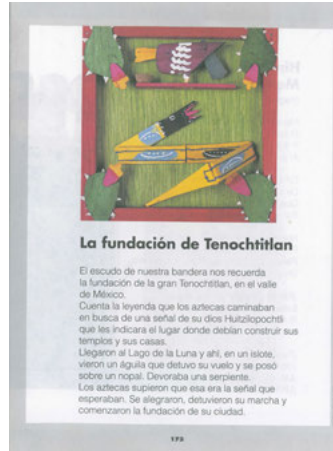 La fundación de Tenochtitlan
El escudo de nuestra bandera nos recuerda
la fundación de la gran Tenochtitlan, en el valle
de México.
Cuenta la leyenda que los aztecas caminaban
en busca de una señal de su dios Huitzilopochtli
que les indicara el lugar donde debían construir sus
templos y sus casas.
Llegaron al Lago de la Luna y ahí, en un islote,
vieron un águila que detuvo su vuelo y se posó
sobre un nopal. Devoraba una serpiente.
Los aztecas supieron que esa era la señal que
esperaban. Se alegraron, detuvieron su marcha y
comenzaron la fundación de su ciudad.
173